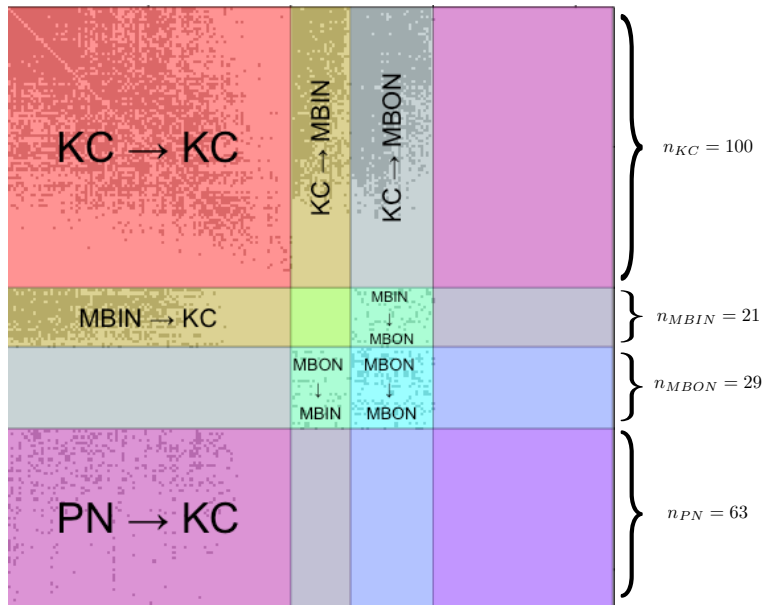 KC → KC
KC → MBIN
KC → MBON
n_{KC} = 100
MBIN → KC
MBIN
↓
MBON
n_{MBIN} = 21
MBON
↓
MBIN
MBON
↓
MBON
n_{MBON} = 29
PN → KC
n_{PN} = 63